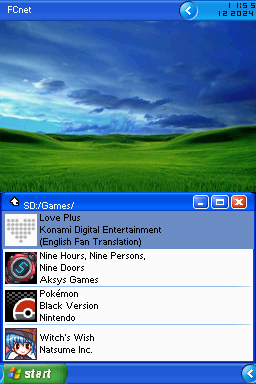 FCnet
11:55
12 2024
SD:/Games/
Love Plus
Konami Digital Entertainment
(English Fan Translation)
Nine Hours, Nine Persons,
Nine Doors
Aksys Games
Pokémon
Black Version
Nintendo
Witch's Wish
Natsume Inc.
start